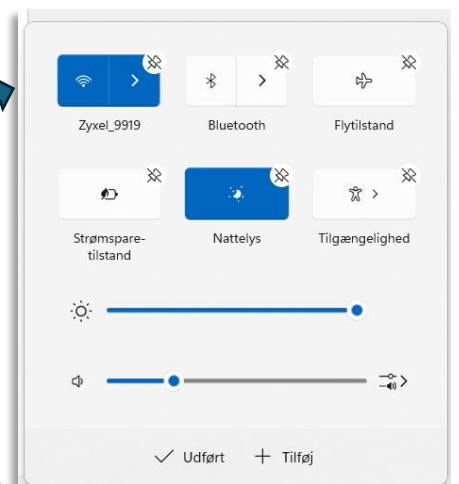 Zyxel_9919
Bluetooth
Flytilstand
Strømspare-
tilstand
Nattelys
Tilgængelighed
Udført
Tilføj